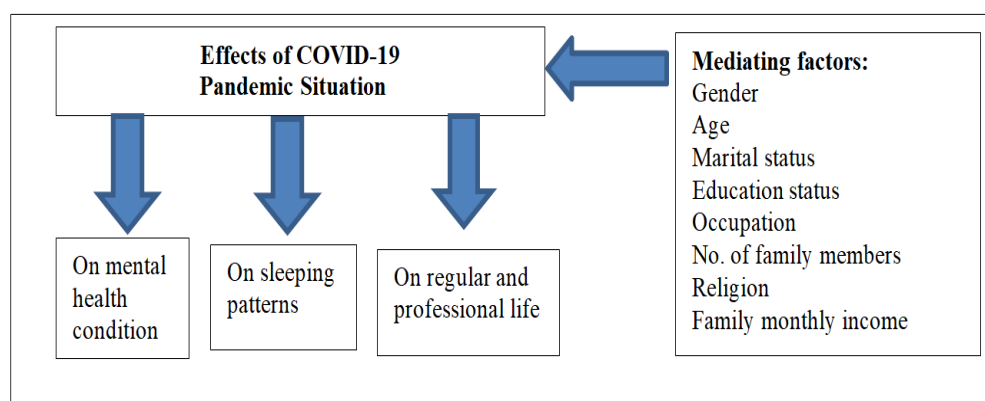 Effects of COVID-19
Pandemic Situation
Mediating factors:
Gender
Age
Marital status
Education status
Occupation
No. of family members
Religion
Family monthly income
On mental
health
condition
On sleeping
patterns
On regular and
professional life